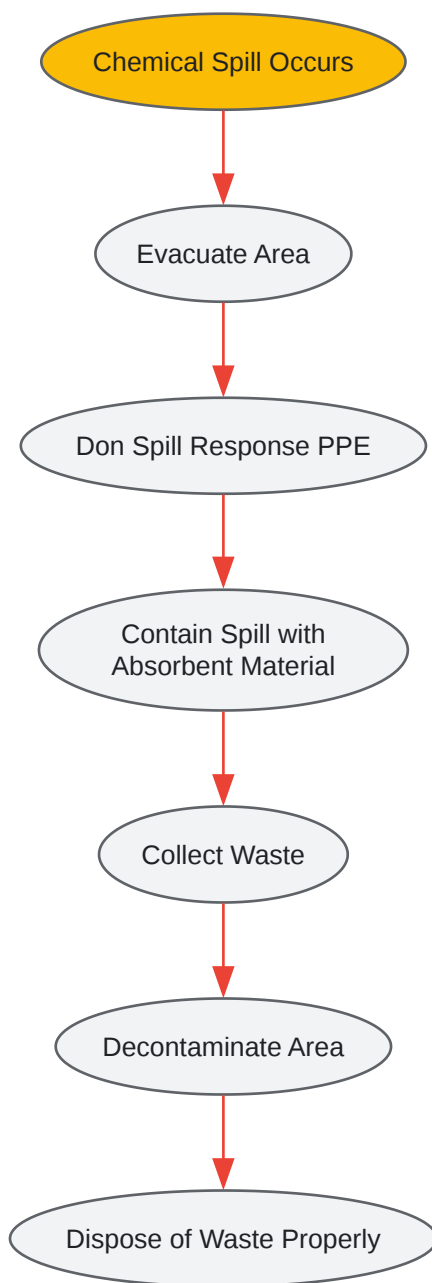 Chemical Spill Occurs
Evacuate Area
Don Spill Response PPE
Contain Spill with
Absorbent Material
Collect Waste
Decontaminate Area
Dispose of Waste Properly